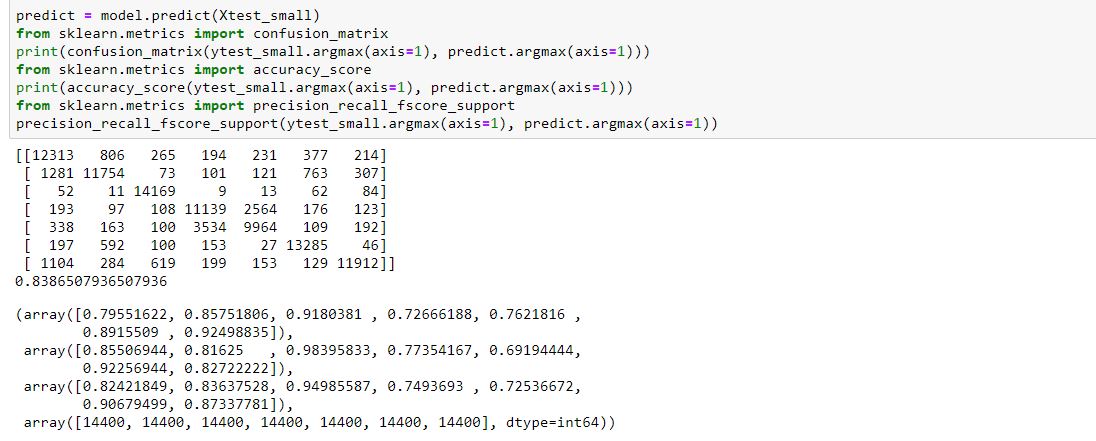 predict = model.predict(Xtest_small)
from sklearn.metrics import confusion_matrix
print(confusion_matrix(ytest_small.argmax(axis=1), predict.argmax(axis=1)))
from sklearn.metrics import accuracy_score
print(accuracy_score(ytest_small.argmax(axis=1), predict.argmax(axis=1)))
from sklearn.metrics import precision_recall_fscore_support
precision_recall_fscore_support(ytest_small.argmax(axis=1), predict.argmax(axis=1))
[[12313   806   265   194   231   377   214]
 [ 1281 11754    73   101   121   763   307]
 [   52    11 14169     9    13    62    84]
 [  193    97   108 11139  2564   176   123]
 [  338   163   100  3534  9964   109   192]
 [  197   592   100   153    27 13285    46]
 [ 1104   284   619   199   153   129 11912]]
0.8386507936507936
(array([0.79551622, 0.85751806, 0.9180381 , 0.72666188, 0.7621816 ,
        0.8915509 , 0.92498835]),
 array([0.85506944, 0.81625   , 0.98395833, 0.77354167, 0.69194444,
        0.92256944, 0.82722222]),
 array([0.82421849, 0.83637528, 0.94985587, 0.7493693 , 0.72536672,
        0.90679499, 0.87337781]),
 array([14400, 14400, 14400, 14400, 14400, 14400, 14400], dtype=int64))